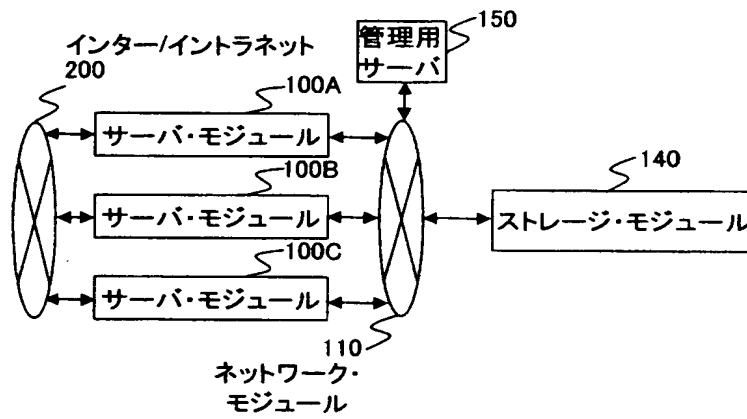 インター/イントラネット
200
100A
サーバ・モジュール
100B
サーバ・モジュール
100C
サーバ・モジュール
150
管理用
サーバ
140
ストレージ・モジュール
110
ネットワーク・
モジュール